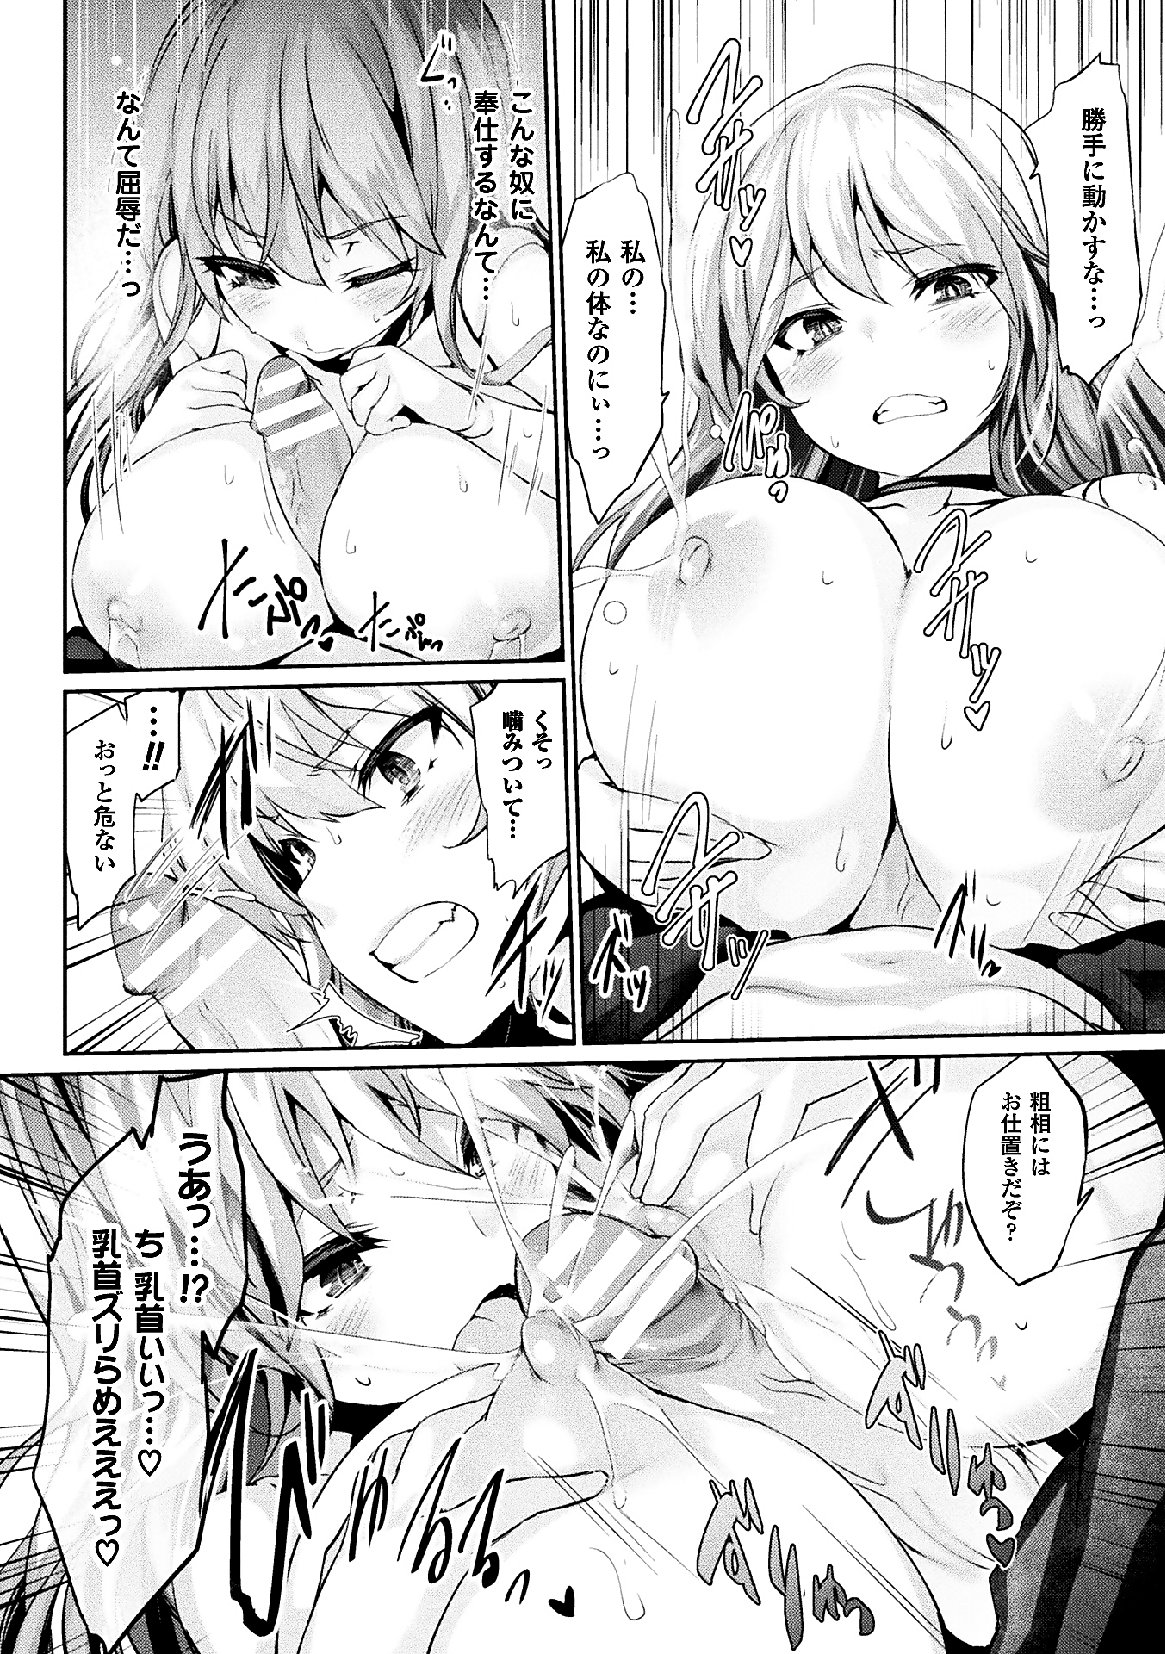 勝手に動かすな…っ
私の…
私の体なのにぃ…っ
こんな奴に
奉仕するなんて…
なんて屈辱だ…っ
くそっ
噛みついて…
…!!
おっと危ない
粗相には
お仕置きだぞ?
うあっ…!?
ち 乳首いいっ…♡
乳首ズリらめえええっ♡